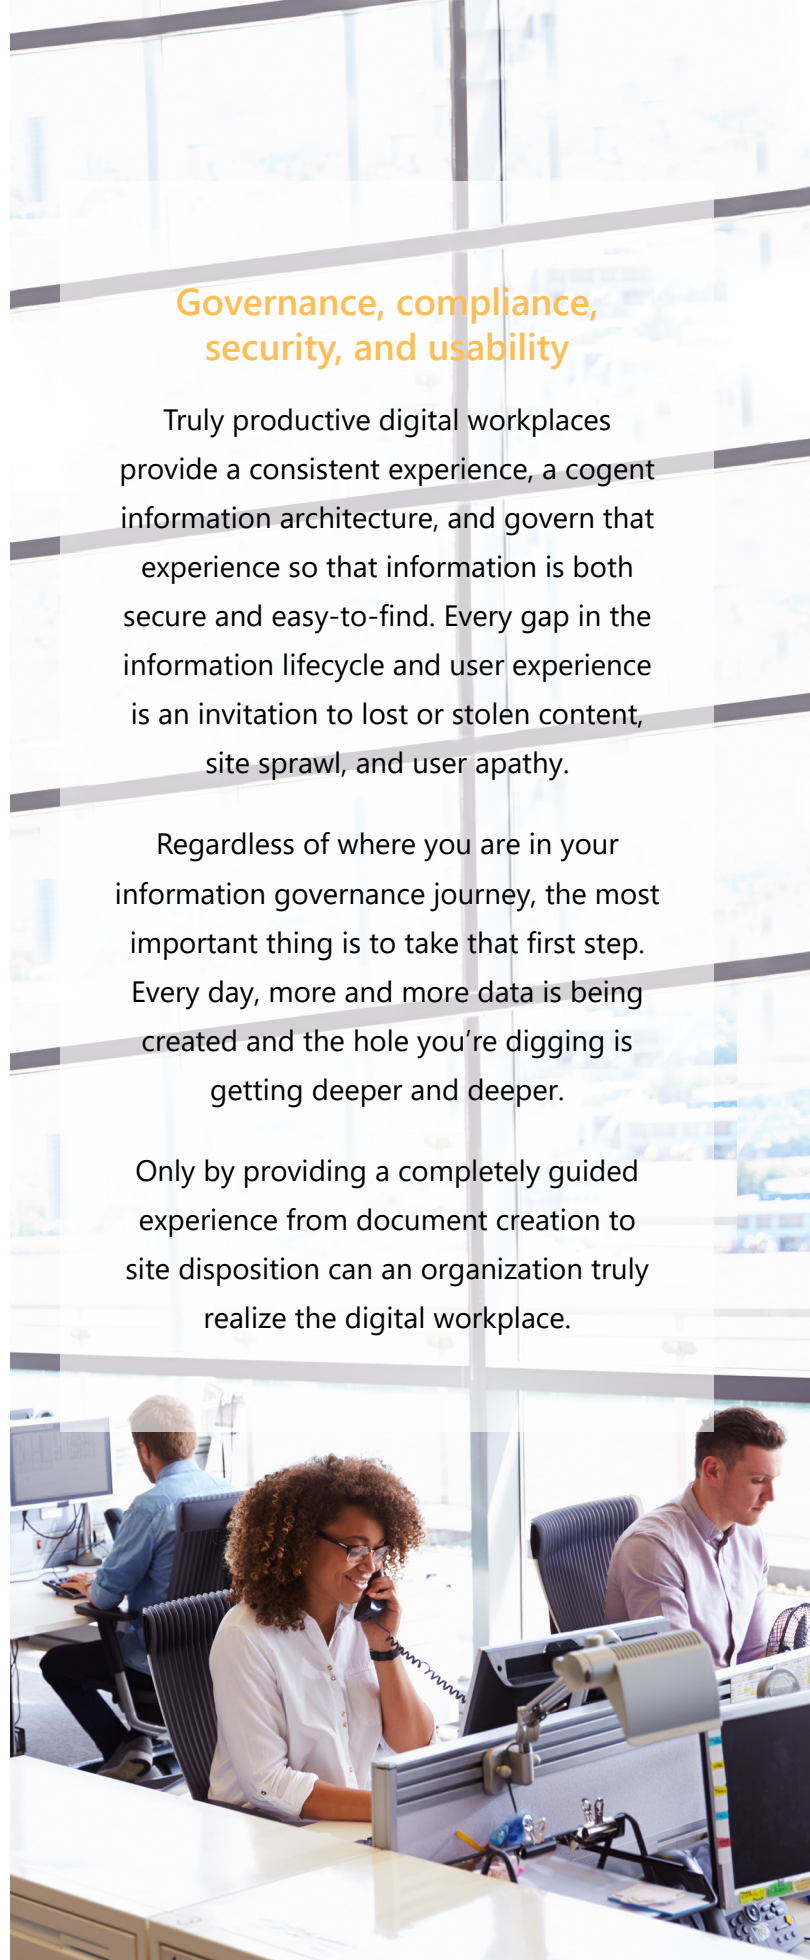 Governance, compliance,
security, and usability
Truly productive digital workplaces
provide a consistent experience, a cogent
information architecture, and govern that
experience so that information is both
secure and easy-to-find. Every gap in the
information lifecycle and user experience
is an invitation to lost or stolen content,
site sprawl, and user apathy.
Regardless of where you are in your
information governance journey, the most
important thing is to take that first step.
Every day, more and more data is being
created and the hole you’re digging is
getting deeper and deeper.
Only by providing a completely guided
experience from document creation to
site disposition can an organization truly
realize the digital workplace.